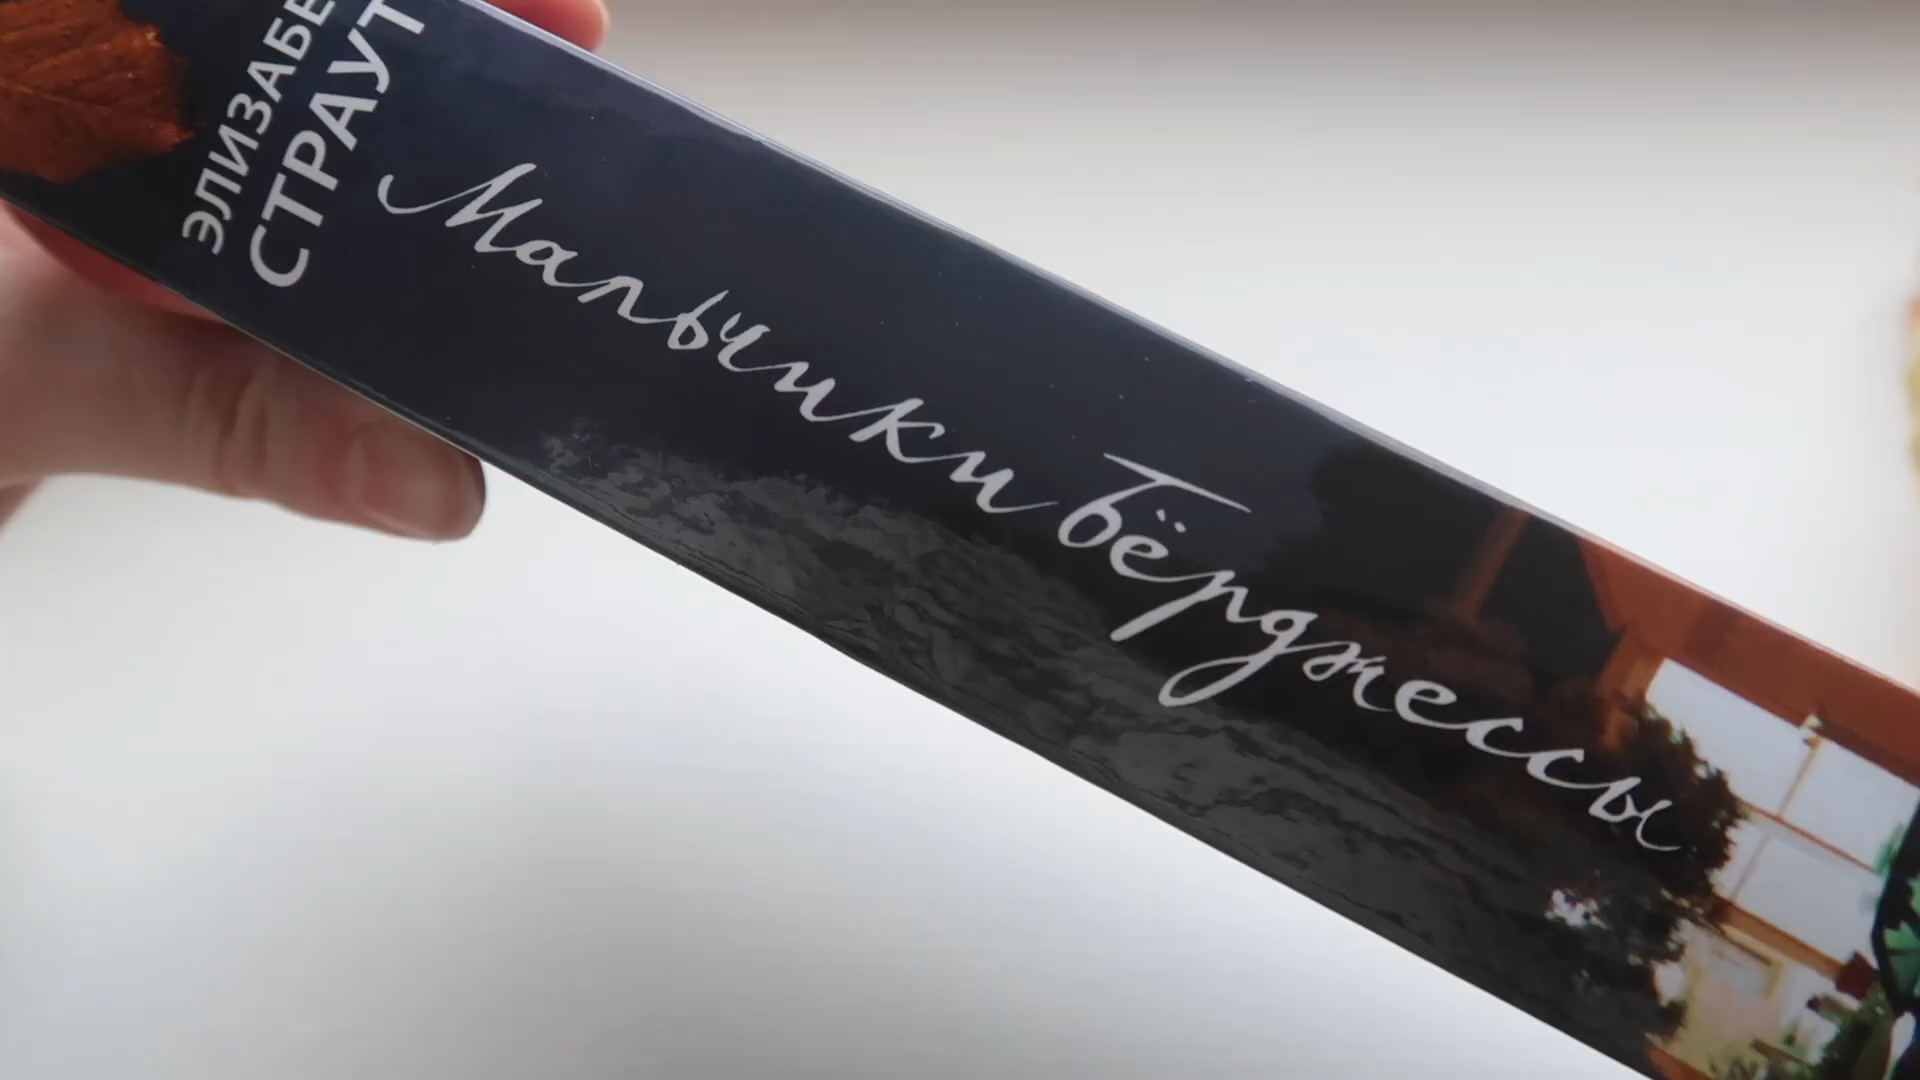 ЭЛИЗАБЕ
СТРАУТ
Мальчики Бёрджессы